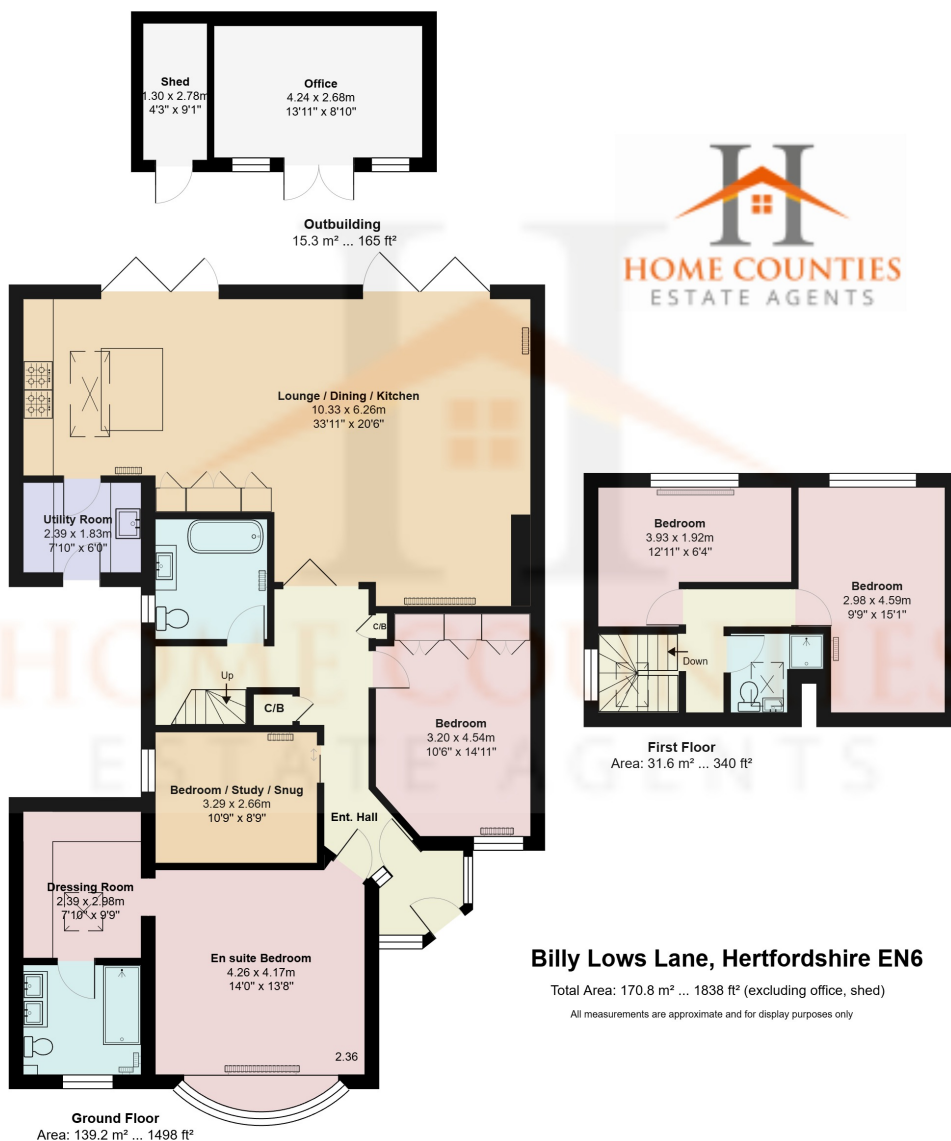 Shed
1.30 x 2.78m
4'3" x 9'1"
Office
4.24 x 2.68m
13'11" x 8'10"
Outbuilding
15.3 m² ... 165 ft²
H
HOME COUNTIES
ESTATE AGENTS
Lounge / Dining / Kitchen
10.33 x 6.26m
33'11" x 20'6"
Utility Room
2.39 x 1.83m
7'10" x 6'0"
C/B
Up
C/B
Bedroom
3.20 x 4.54m
10'6" x 14'11"
Bedroom / Study / Snug
3.29 x 2.66m
10'9" x 8'9"
Ent. Hall
Dressing Room
2.39 x 2.98m
7'10" x 9'9"
En suite Bedroom
4.26 x 4.17m
14'0" x 13'8"
2.36
Ground Floor
Area: 139.2 m² ... 1498 ft²
Bedroom
3.93 x 1.92m
12'11" x 6'4"
Bedroom
2.98 x 4.59m
9'9" x 15'1"
Down
First Floor
Area: 31.6 m² ... 340 ft²
Billy Lows Lane, Hertfordshire EN6
Total Area: 170.8 m² ... 1838 ft² (excluding office, shed)
All measurements are approximate and for display purposes only
H
HOME COUNTIES
ESTATE AGENTS